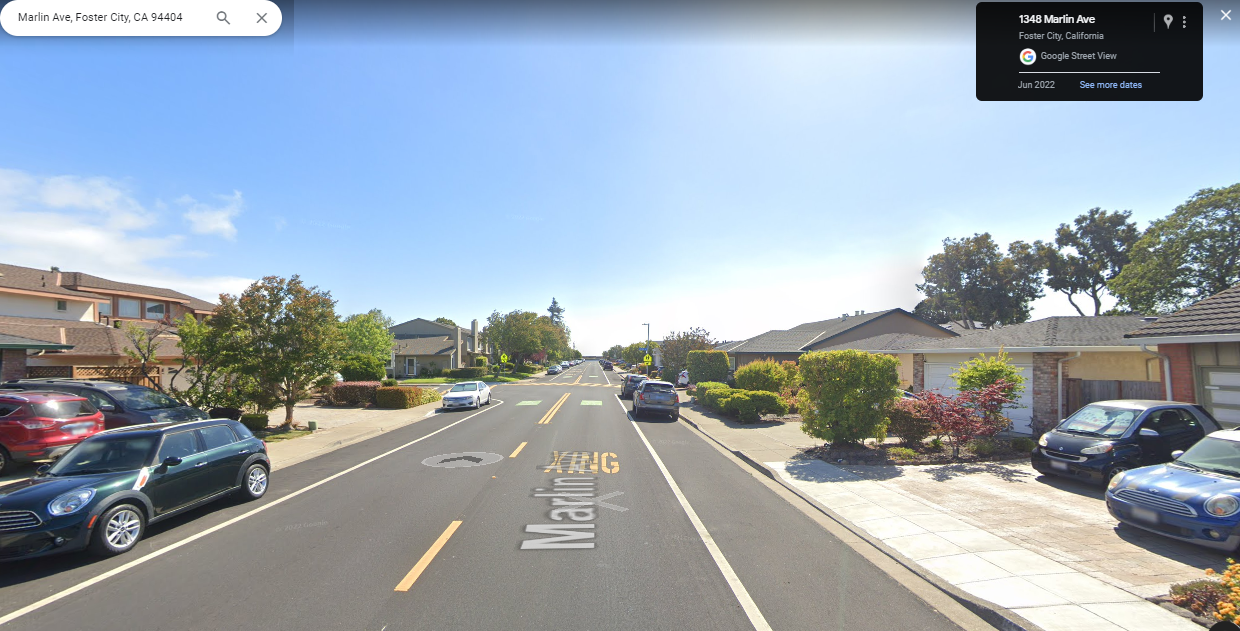 Marlin Ave, Foster City, CA 94404
1348 Marlin Ave
Foster City, California
Google Street View
Jun 2022
See more dates
XING
Marlin